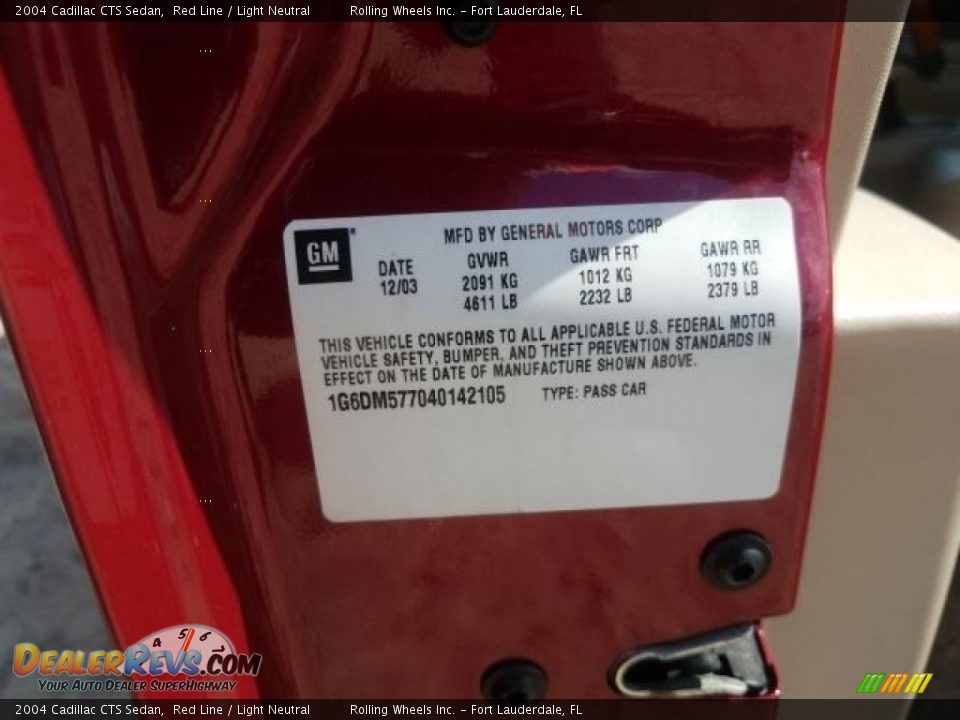 2004 Cadillac CTS Sedan,  Red Line / Light Neutral        Rolling Wheels Inc. - Fort Lauderdale, FL
GM®
MFD BY GENERAL MOTORS CORP
DATE GVWR GAWR FRT GAWR RR
12/03 2091 KG 1012 KG 1079 KG
4611 LB 2232 LB 2379 LB
THIS VEHICLE CONFORMS TO ALL APPLICABLE U.S. FEDERAL MOTOR
VEHICLE SAFETY, BUMPER, AND THEFT PREVENTION STANDARDS IN
EFFECT ON THE DATE OF MANUFACTURE SHOWN ABOVE.
1G6DM577040142105 TYPE: PASS CAR
4 5 6
DEALERREVS.COM
YOUR AUTO DEALER SUPERHIGHWAY
2004 Cadillac CTS Sedan,  Red Line / Light Neutral        Rolling Wheels Inc. - Fort Lauderdale, FL